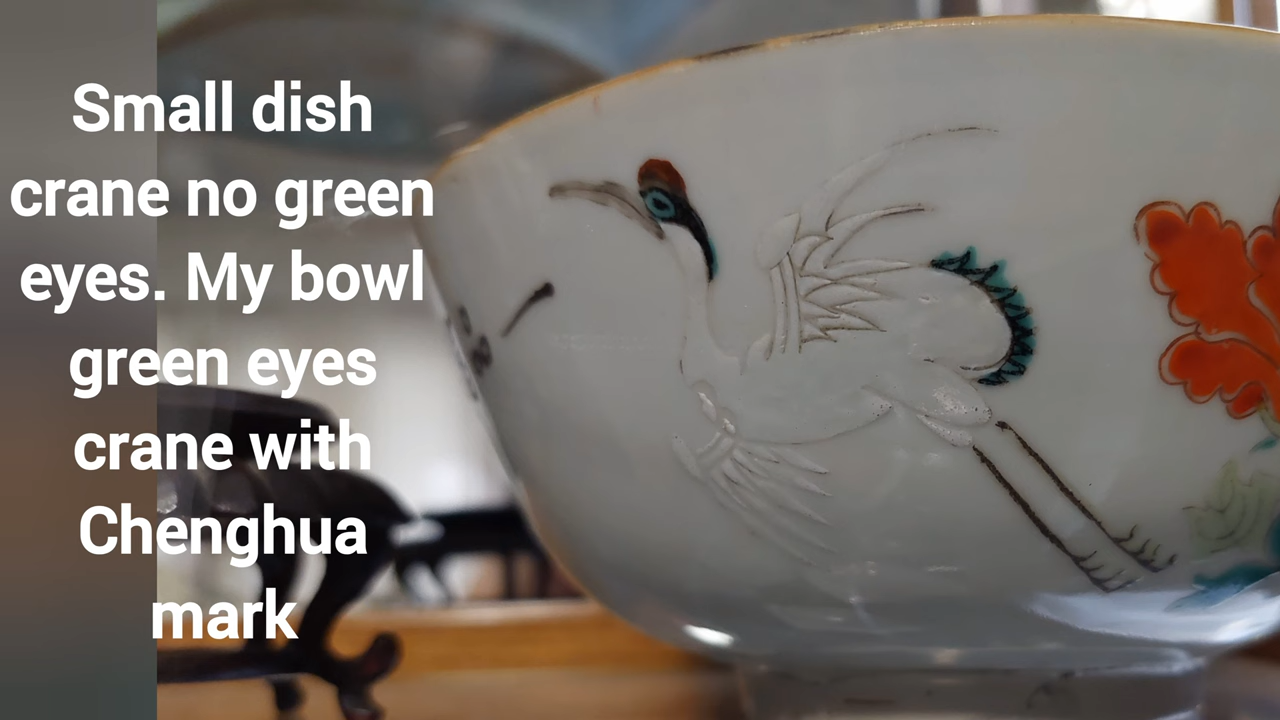 Small dish
crane no green
eyes. My bowl
green eyes
crane with
Chenghua
mark